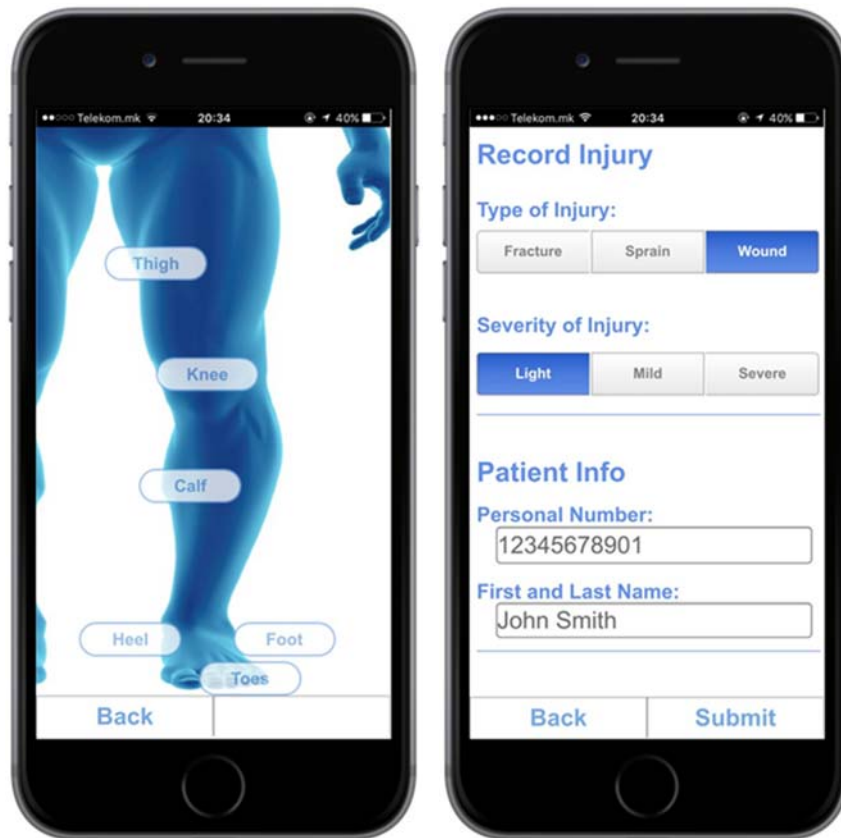 Telekom.mk 20:34 40%
Thigh
Knee
Calf
Heel Foot
Toes
Back
Telekom.mk 20:34 40%
Record Injury
Type of Injury:
Fracture Sprain Wound
Severity of Injury:
Light Mild Severe
Patient Info
Personal Number:
12345678901
First and Last Name:
John Smith
Back Submit